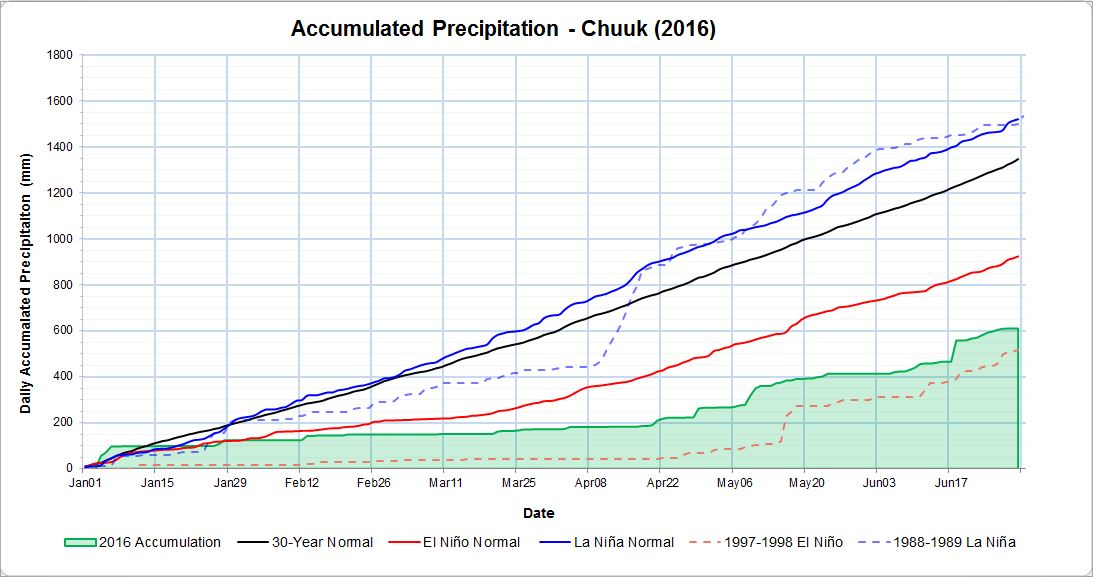 Accumulated Precipitation - Chuuk (2016)
Daily Accumulated Precipitaiton (mm)
1800
1600
1400
1200
1000
800
600
400
200
0
Jan01 Jan15 Jan29 Feb12 Feb26 Mar11 Mar25 Apr08 Apr22 May06 May20 Jun03 Jun17
Date
2016 Accumulation 30-Year Normal El Niño Normal La Niña Normal 1997-1998 El Niño 1988-1989 La Niña